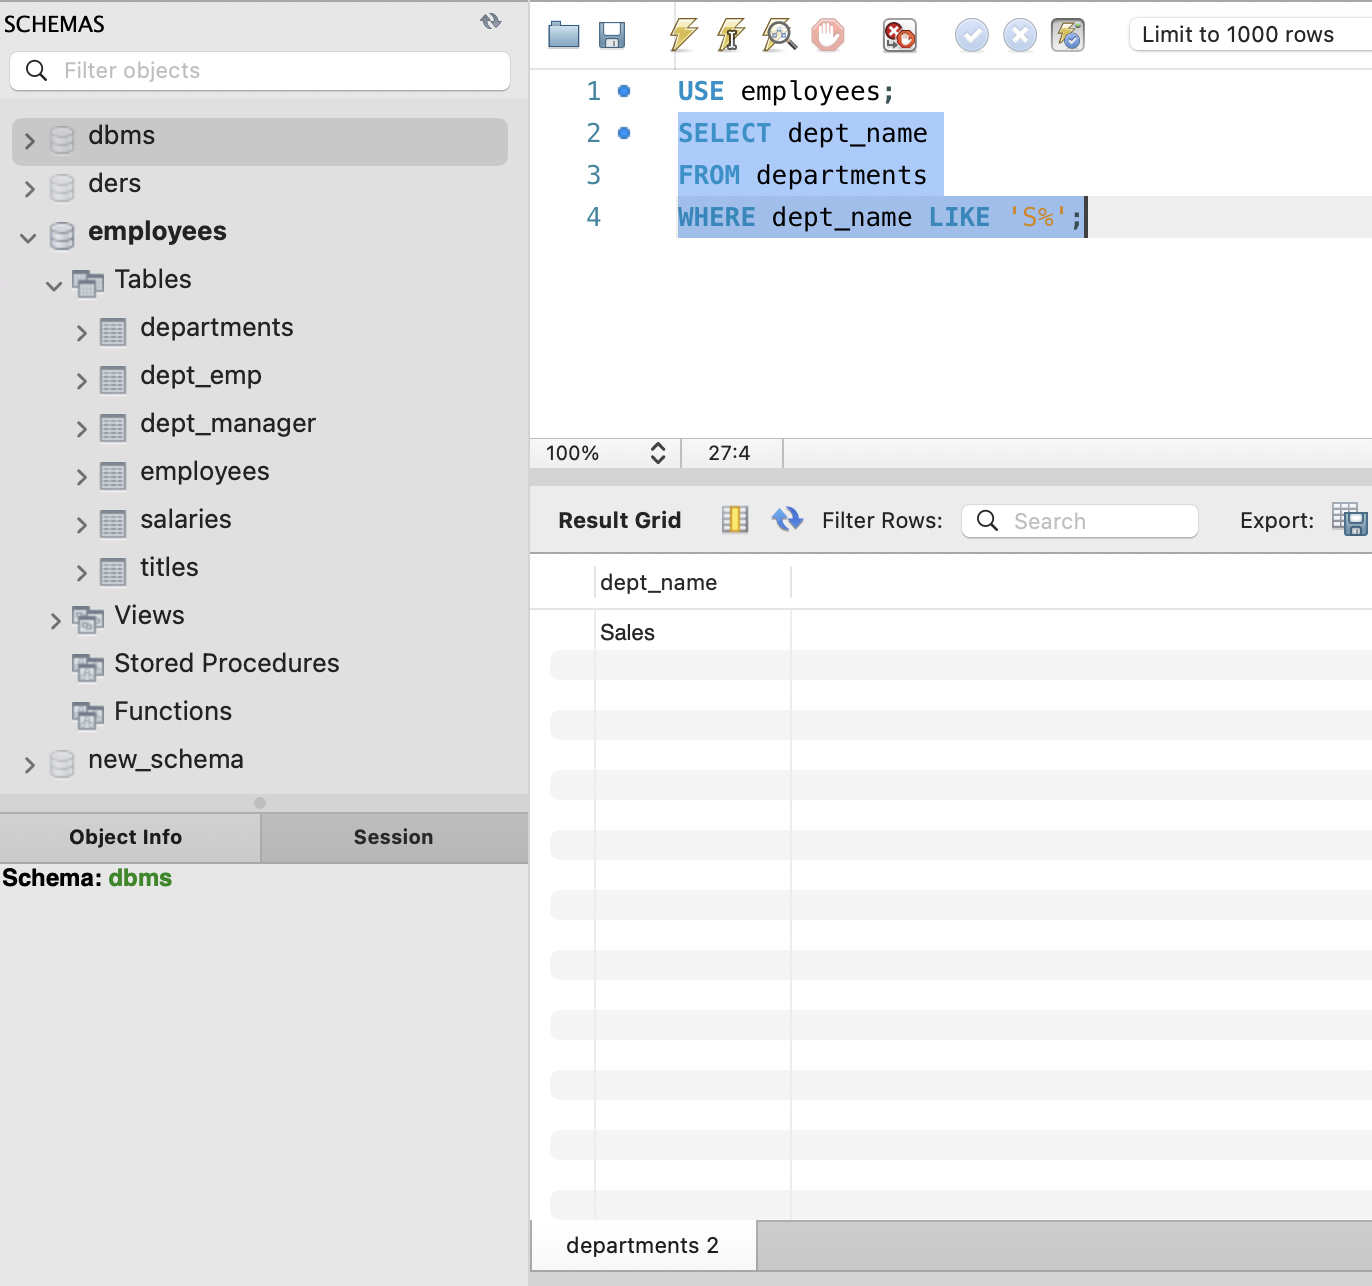 SCHEMAS
Filter objects
dbms
ders
employees
Tables
departments
dept_emp
dept_manager
employees
salaries
titles
Views
Stored Procedures
Functions
new_schema
Object Info
Session
Schema: dbms
Limit to 1000 rows
1 USE employees;
2 SELECT dept_name
3 FROM departments
4 WHERE dept_name LIKE 'S%';
100%
27:4
Result Grid
Filter Rows:
Search
Export:
dept_name
Sales
departments 2